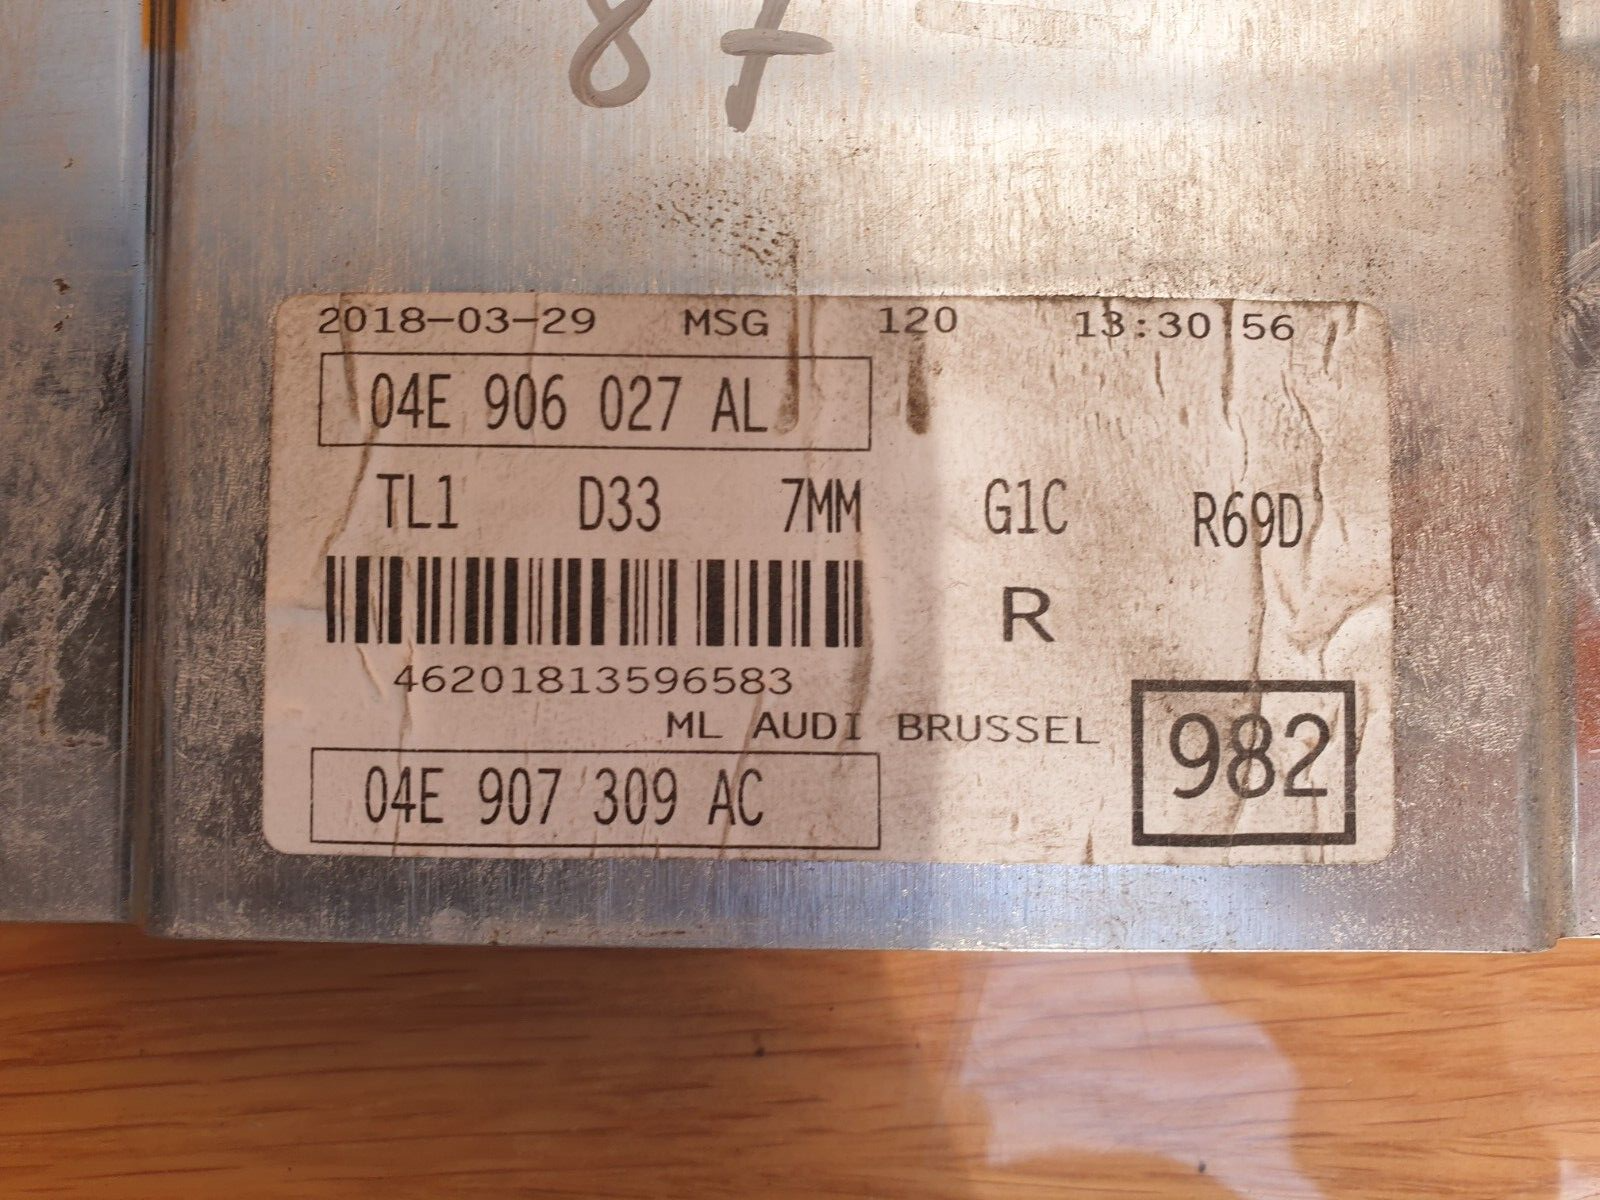 87
2018-03-29 MSG 120 13:30 56
04E 906 027 AL
TL1 D33 7MM G1C R69D
R
46201813596583
ML AUDI BRUSSEL
982
04E 907 309 AC